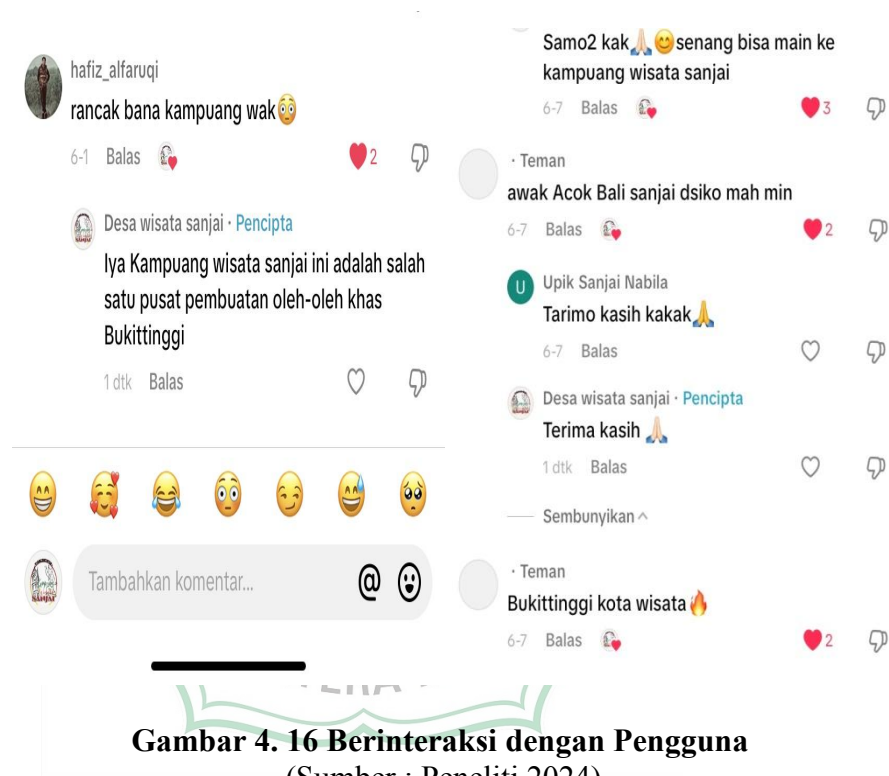 hafiz_alfaruqi
rancak bana kampuang wak😳
6-1 Balas 2
Desa wisata sanjai · Pencipta
Iya Kampuang wisata sanjai ini adalah salah
satu pusat pembuatan oleh-oleh khas
Bukittinggi
1 dtk Balas
Tambahkan komentar...
Samo2 kak🙏🏻😊senang bisa main ke
kampuang wisata sanjai
6-7 Balas 3
· Teman
awak Acok Bali sanjai dsiko mah min
6-7 Balas 2
U
Upik Sanjai Nabila
Tarimo kasih kakak🙏
6-7 Balas
Desa wisata sanjai · Pencipta
Terima kasih 🙏🏻
1 dtk Balas
Sembunyikan ^
· Teman
Bukittinggi kota wisata🔥
6-7 Balas 2
Gambar 4. 16 Berinteraksi dengan Pengguna
(Sumber : Peneliti 2024)